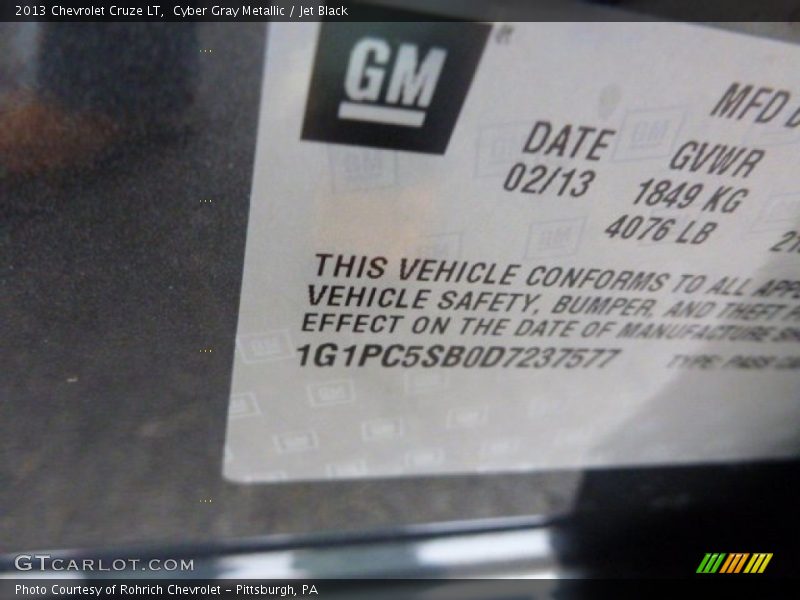 2013 Chevrolet Cruze LT,  Cyber Gray Metallic / Jet Black
GM
MFD
DATE GVWR
02/13 1849 KG
4076 LB
THIS VEHICLE CONFORMS TO ALL
VEHICLE SAFETY, BUMPER, AND THEFT
EFFECT ON THE DATE OF MANUFACTURE
1G1PC5SB0D7237577 TYPE: PASS
GTCARLOT.COM
Photo Courtesy of Rohrich Chevrolet – Pittsburgh, PA